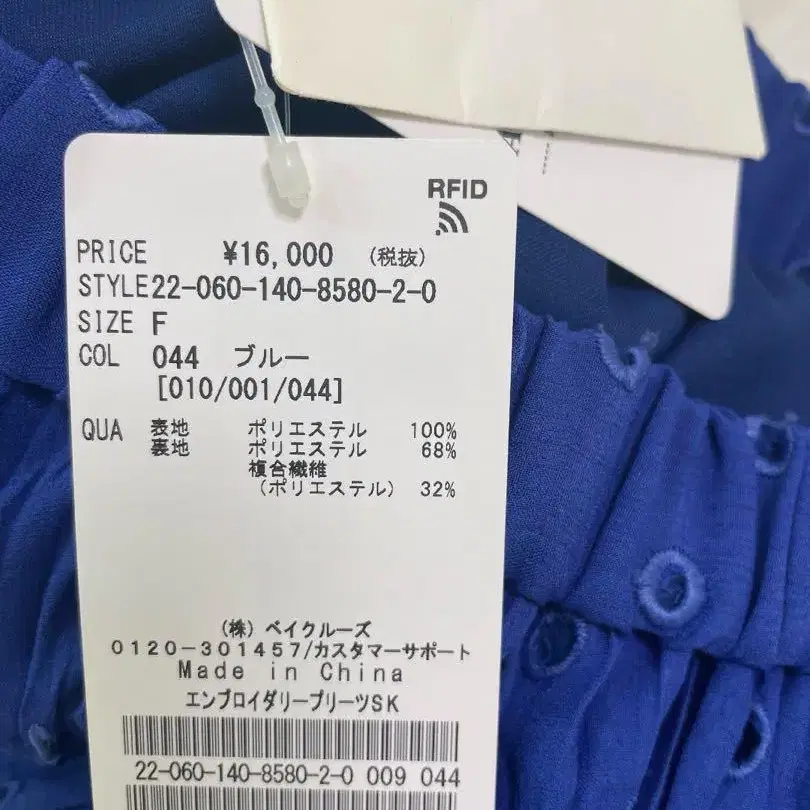 RFID
PRICE ¥16,000 (税抜)
STYLE22-060-140-8580-2-0
SIZE F
COL 044 ブルー
[010/001/044]
QUA 表地 ポリエステル 100%
裏地 ポリエステル 68%
複合繊維
(ポリエステル) 32%
(株) ベイクルーズ
0120-301457/カスタマーサポート
Made in China
エンブロイダリープリーツSK
22-060-140-8580-2-0 009 044